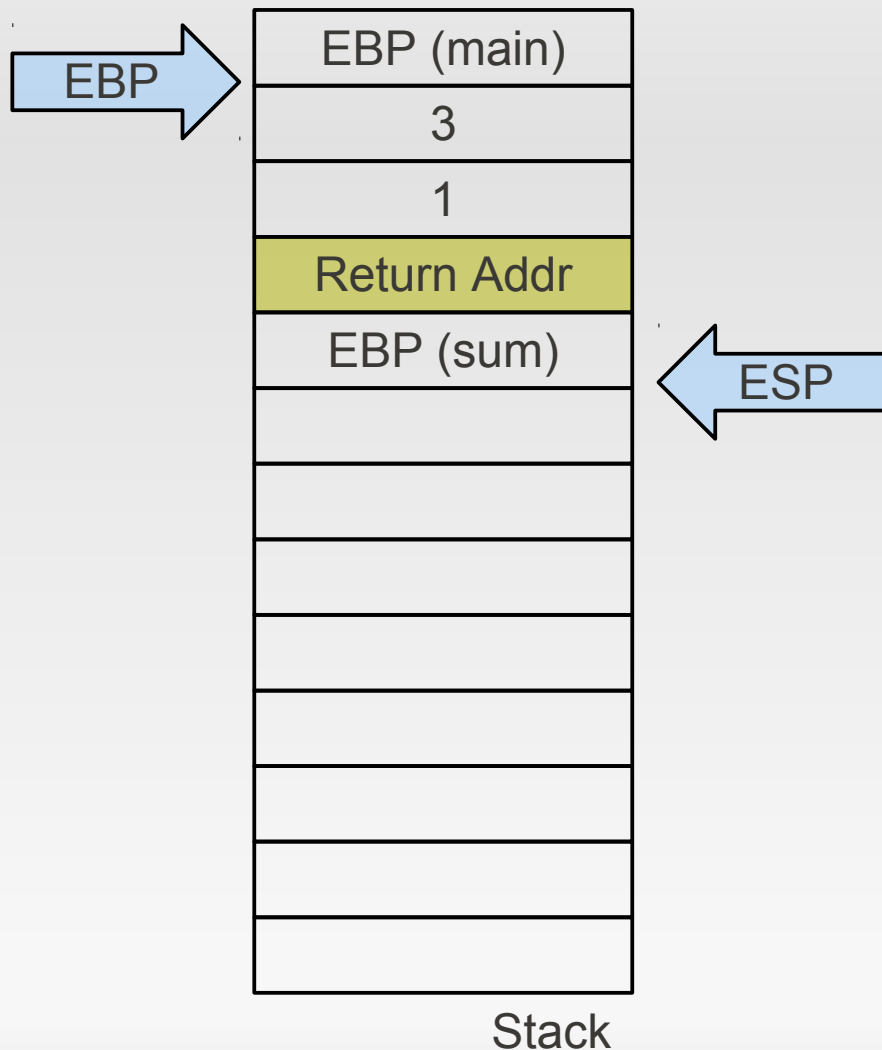 EBP (main)
EBP
3
1
Return Addr
EBP (sum)
ESP
Stack